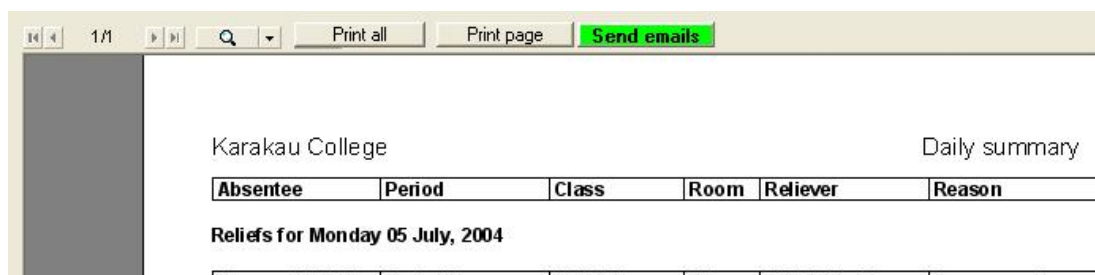 1/1 Print all Print page Send emails
Karakau College Daily summary
Absentee Period Class Room Reliever Reason
Reliefs for Monday 05 July, 2004